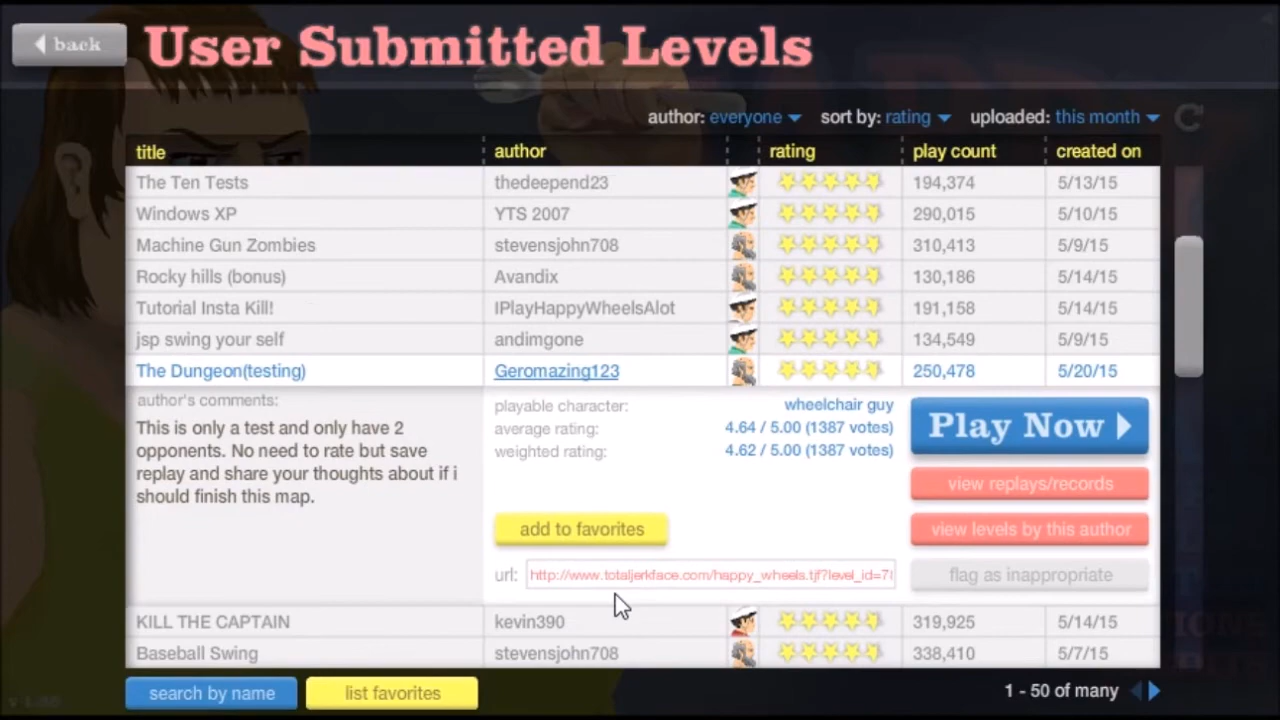 back
User Submitted Levels
author: everyone sort by: rating uploaded: this month
title author rating play count created on
The Ten Tests thedeepend23 194,374 5/13/15
Windows XP YTS 2007 290,015 5/10/15
Machine Gun Zombies stevensjohn708 310,413 5/9/15
Rocky hills (bonus) Avandix 130,186 5/14/15
Tutorial Insta Kill! IPlayHappyWheelsAlot 191,158 5/14/15
jsp swing your self andimgone 134,549 5/9/15
The Dungeon(testing) Geromazing123 250,478 5/20/15
author's comments:
This is only a test and only have 2
opponents. No need to rate but save
replay and share your thoughts about if i
should finish this map.
playable character: wheelchair guy
average rating: 4.64 / 5.00 (1387 votes)
weighted rating: 4.62 / 5.00 (1387 votes)
add to favorites
url: http://www.totaljerkface.com/happy_wheels.tjf?level_id=7
Play Now
view replays/records
view levels by this author
flag as inappropriate
KILL THE CAPTAIN kevin390 319,925 5/14/15
Baseball Swing stevensjohn708 338,410 5/7/15
search by name list favorites 1 - 50 of many